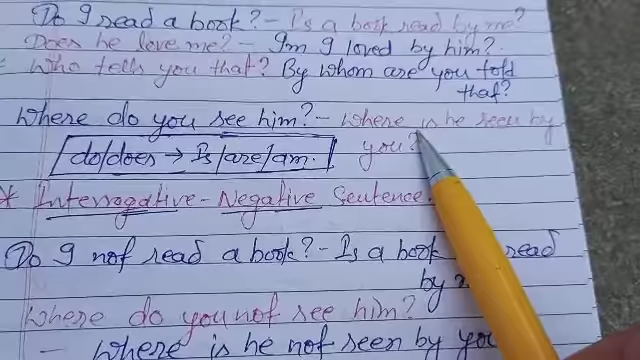 Do I read a book? - Is a book read by me?
Does he love me? - Im I loved by him?
Who tells you that? By whom are you told
that?
Where do you see him? - Where is he seen by
you?
do/does → Is/are/am.
* Interrogative - Negative Sentence.
Do I not read a book? - Is a book read
by
Where do you not see him?
- Where is he not seen by you